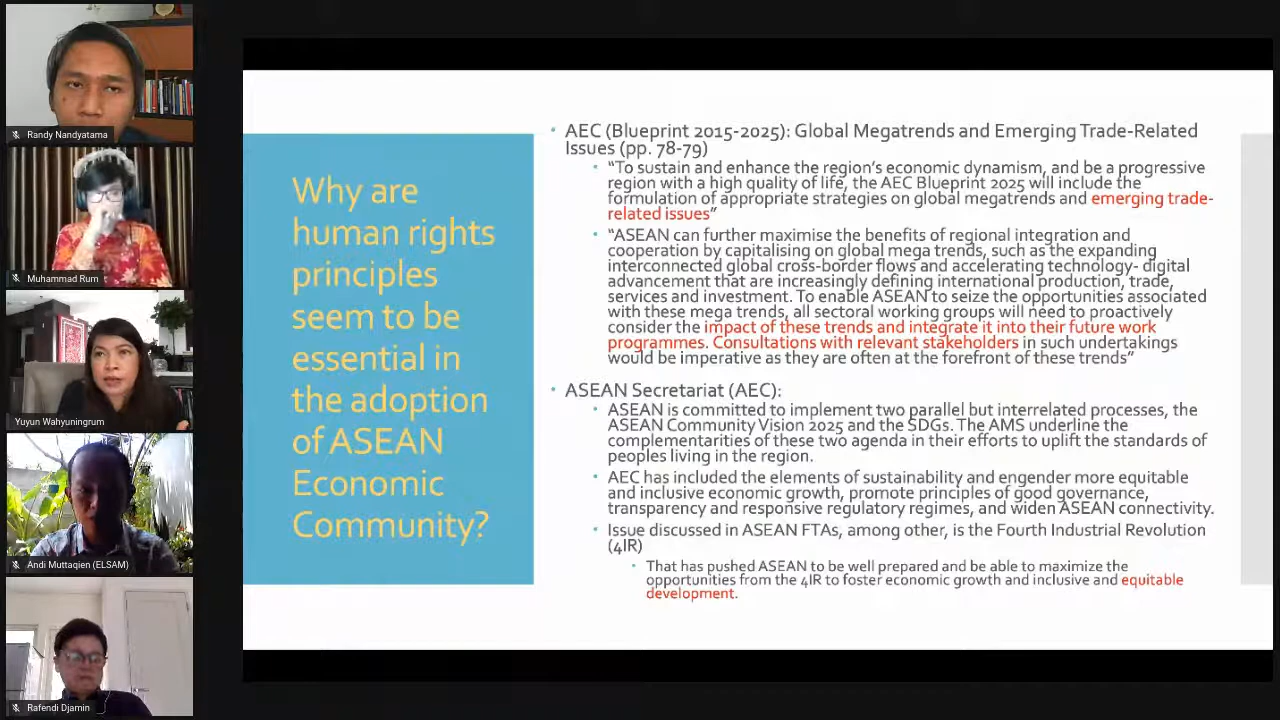 Randy Nandyatama
Muhammad Rum
Yuyun Wahyuningrum
Andi Muttaqien (ELSAM)
Rafendi Djamin
Why are
human rights
principles
seem to be
essential in
the adoption
of ASEAN
Economic
Community?
• AEC (Blueprint 2015-2025): Global Megatrends and Emerging Trade-Related
Issues (pp. 78-79)
• “To sustain and enhance the region’s economic dynamism, and be a progressive
region with a high quality of life, the AEC Blueprint 2025 will include the
formulation of appropriate strategies on global megatrends and emerging trade-
related issues”
• “ASEAN can further maximise the benefits of regional integration and
cooperation by capitalising on global mega trends, such as the expanding
interconnected global cross-border flows and accelerating technology- digital
advancement that are increasingly defining international production, trade,
services and investment. To enable ASEAN to seize the opportunities associated
with these mega trends, all sectoral working groups will need to proactively
consider the impact of these trends and integrate it into their future work
programmes. Consultations with relevant stakeholders in such undertakings
would be imperative as they are often at the forefront of these trends”
• ASEAN Secretariat (AEC):
• ASEAN is committed to implement two parallel but interrelated processes, the
ASEAN Community Vision 2025 and the SDGs. The AMS underline the
complementarities of these two agenda in their efforts to uplift the standards of
peoples living in the region.
• AEC has included the elements of sustainability and engender more equitable
and inclusive economic growth, promote principles of good governance,
transparency and responsive regulatory regimes, and widen ASEAN connectivity.
• Issue discussed in ASEAN FTAs, among other, is the Fourth Industrial Revolution
(4IR)
• That has pushed ASEAN to be well prepared and be able to maximize the
opportunities from the 4IR to foster economic growth and inclusive and equitable
development.